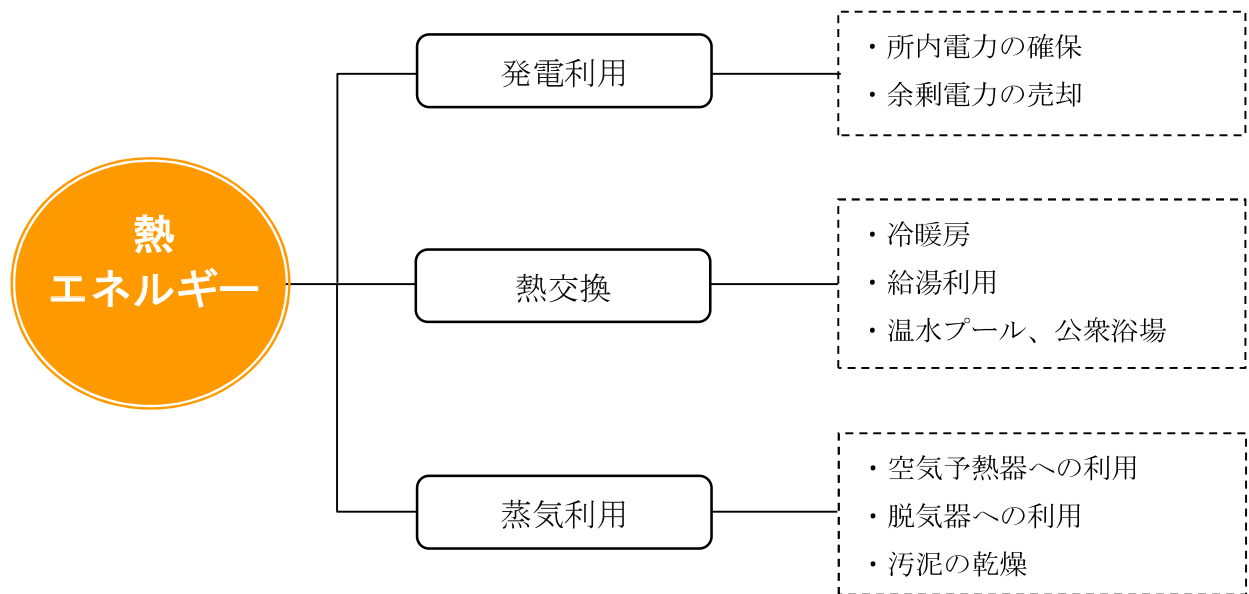 熱
エネルギー
発電利用
・所内電力の確保
・余剰電力の売却
熱交換
・冷暖房
・給湯利用
・温水プール、公衆浴場
蒸気利用
・空気予熱器への利用
・脱気器への利用
・汚泥の乾燥